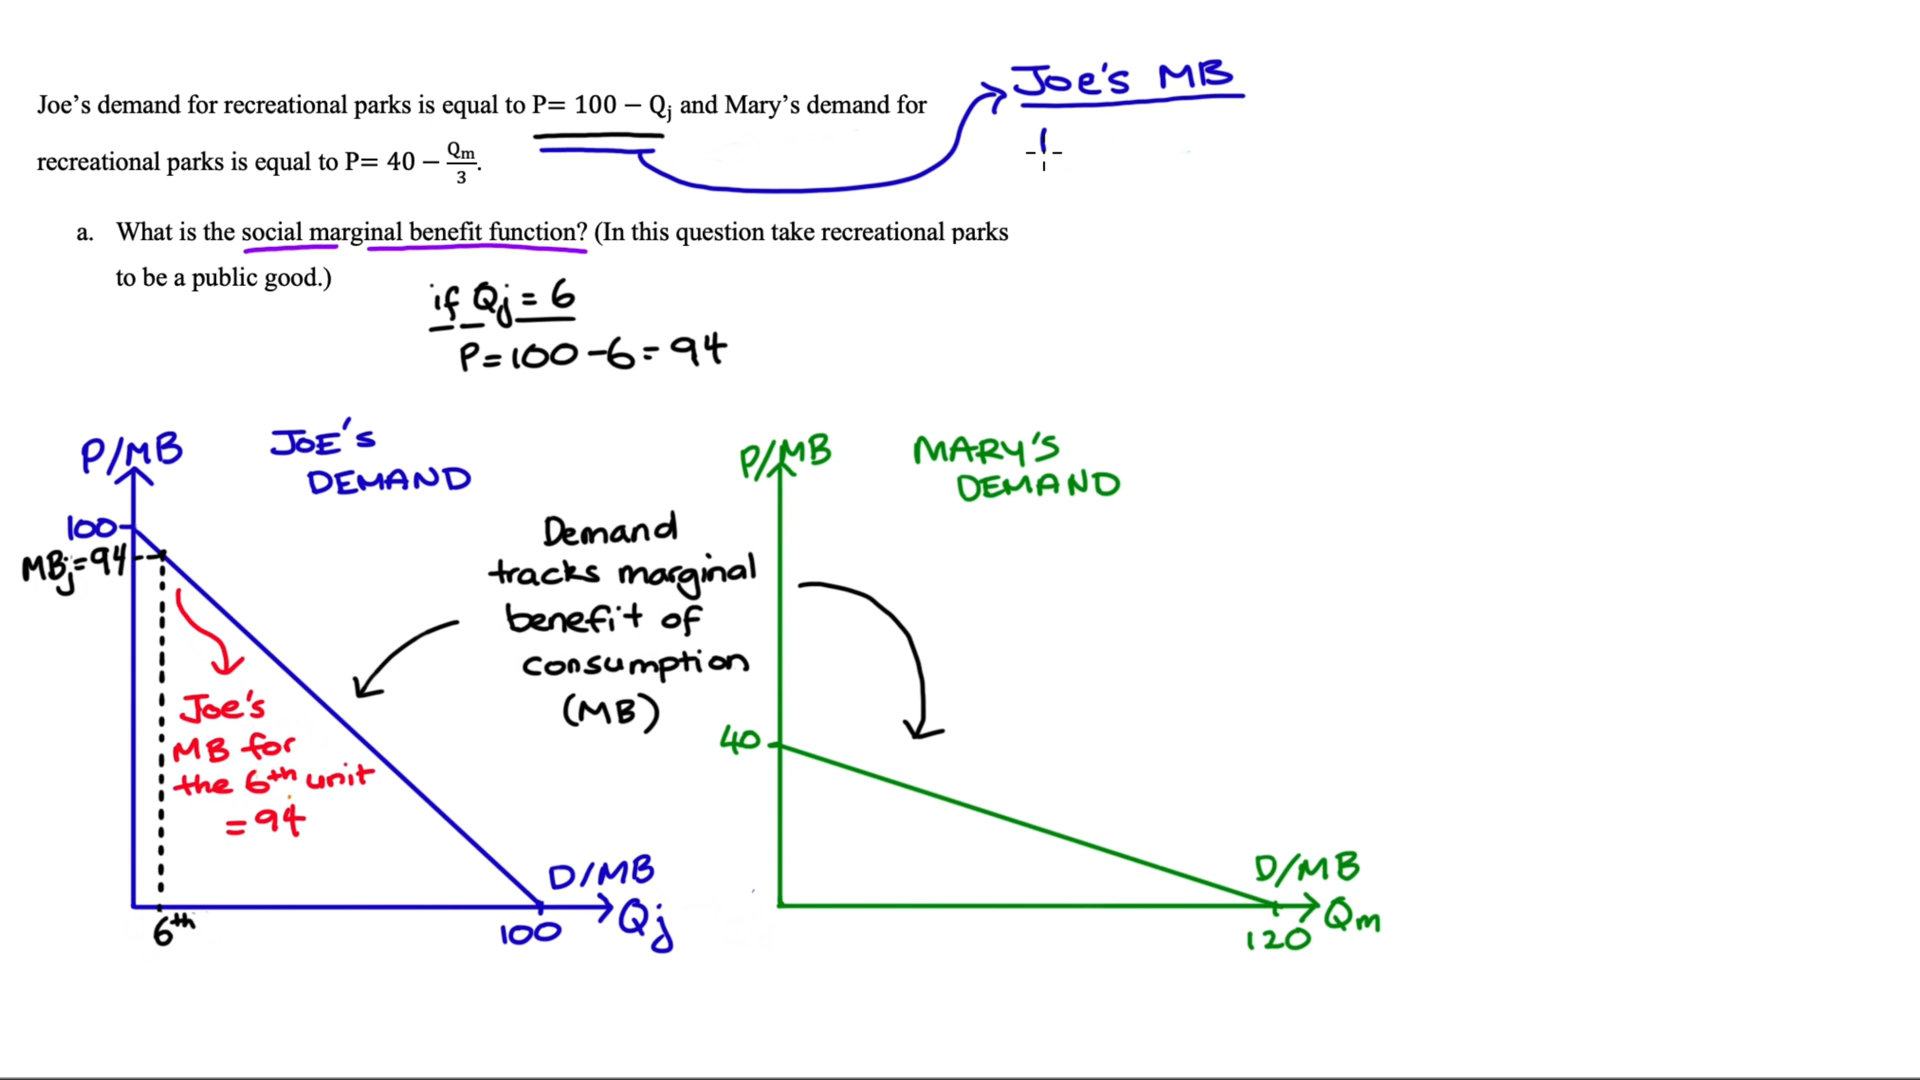 Joe's MB
Joe’s demand for recreational parks is equal to P= 100 − Qj and Mary’s demand for
recreational parks is equal to P= 40 − Qm/3.
a. What is the social marginal benefit function? (In this question take recreational parks
to be a public good.)
if Qj = 6
P=100-6=94
P/MB
JOE'S
DEMAND
100
MBj=94
Joe's
MB for
the 6th unit
=94
6th
100
D/MB
Qj
Demand
tracks marginal
benefit of
consumption
(MB)
P/MB
MARY'S
DEMAND
40
D/MB
Qm
120